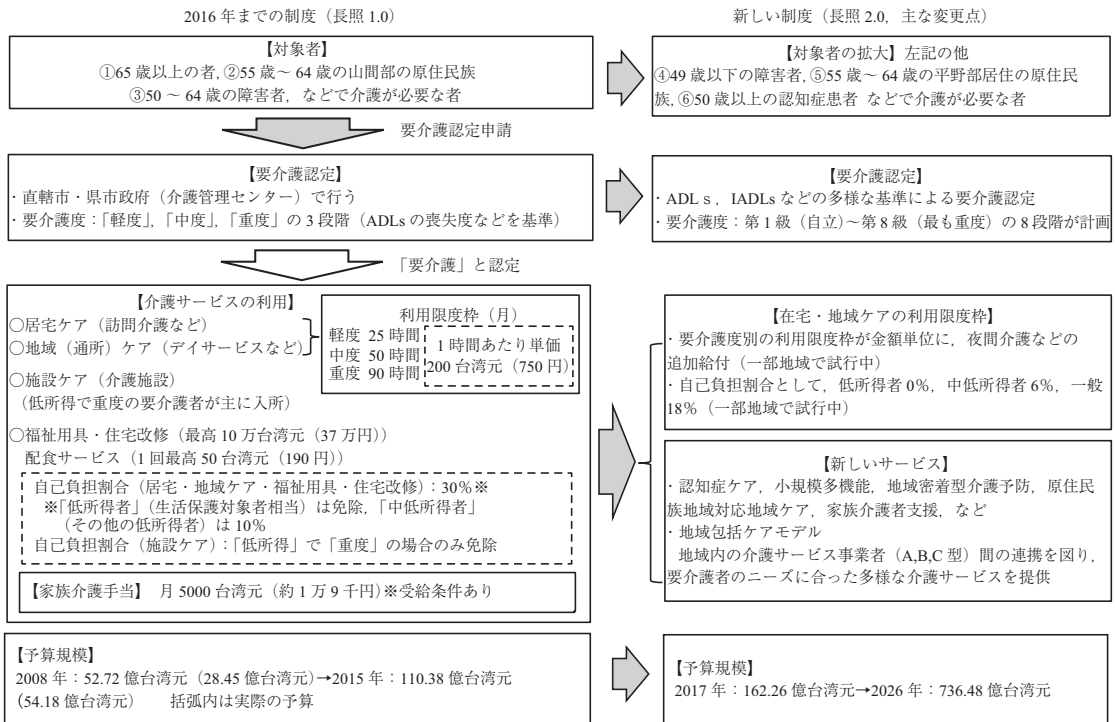 2016 年までの制度（長照 1.0）
新しい制度（長照 2.0，主な変更点）
【対象者】
①65 歳以上の者, ②55 歳～ 64 歳の山間部の原住民族
③50 ～ 64 歳の障害者，などで介護が必要な者
【対象者の拡大】左記の他
④49 歳以下の障害者, ⑤55 歳～ 64 歳の平野部居住の原住民
族, ⑥50 歳以上の認知症患者 などで介護が必要な者
要介護認定申請
【要介護認定】
・直轄市・県市政府（介護管理センター）で行う
・要介護度：「軽度」，「中度」，「重度」の 3 段階（ADLs の喪失度などを基準）
【要介護認定】
・ADLｓ，IADLs などの多様な基準による要介護認定
・要介護度：第 1 級（自立）～第 8 級（最も重度）の 8 段階が計画
「要介護」と認定
【介護サービスの利用】
○居宅ケア（訪問介護など）
○地域（通所）ケア（デイサービスなど）
利用限度枠（月）
軽度 25 時間
中度 50 時間
重度 90 時間
1 時間あたり単価
200 台湾元（750 円）
○施設ケア（介護施設）
（低所得で重度の要介護者が主に入所）
○福祉用具・住宅改修（最高 10 万台湾元（37 万円））
配食サービス（1 回最高 50 台湾元（190 円））
自己負担割合（居宅・地域ケア・福祉用具・住宅改修）：30％※
※「低所得者」（生活保護対象者相当）は免除，「中低所得者」
（その他の低所得者）は 10％
自己負担割合（施設ケア）：「低所得」で「重度」の場合のみ免除
【家族介護手当】　月 5000 台湾元（約 1 万 9 千円）※受給条件あり
【在宅・地域ケアの利用限度枠】
・要介護度別の利用限度枠が金額単位に，夜間介護などの
追加給付（一部地域で試行中）
・自己負担割合として，低所得者 0％，中低所得者 6％，一般
18％（一部地域で試行中）
【新しいサービス】
・認知症ケア，小規模多機能，地域密着型介護予防，原住民
族地域対応地域ケア，家族介護者支援，など
・地域包括ケアモデル
地域内の介護サービス事業者（A,B,C 型）間の連携を図り，
要介護者のニーズに合った多様な介護サービスを提供
【予算規模】
2008 年：52.72 億台湾元（28.45 億台湾元）→2015 年：110.38 億台湾元
(54.18 億台湾元）　括弧内は実際の予算
【予算規模】
2017 年：162.26 億台湾元→2026 年：736.48 億台湾元